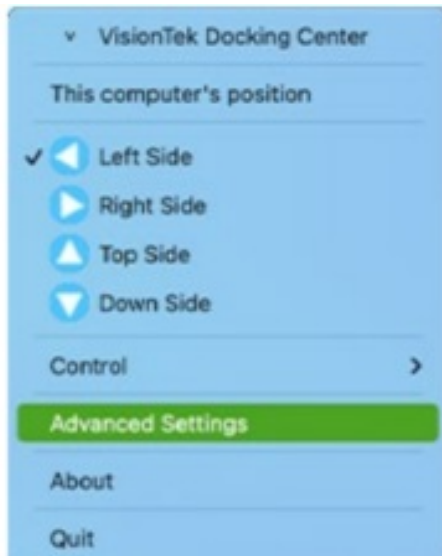 VisionTek Docking Center
This computer's position
Left Side
Right Side
Top Side
Down Side
Control
Advanced Settings
About
Quit